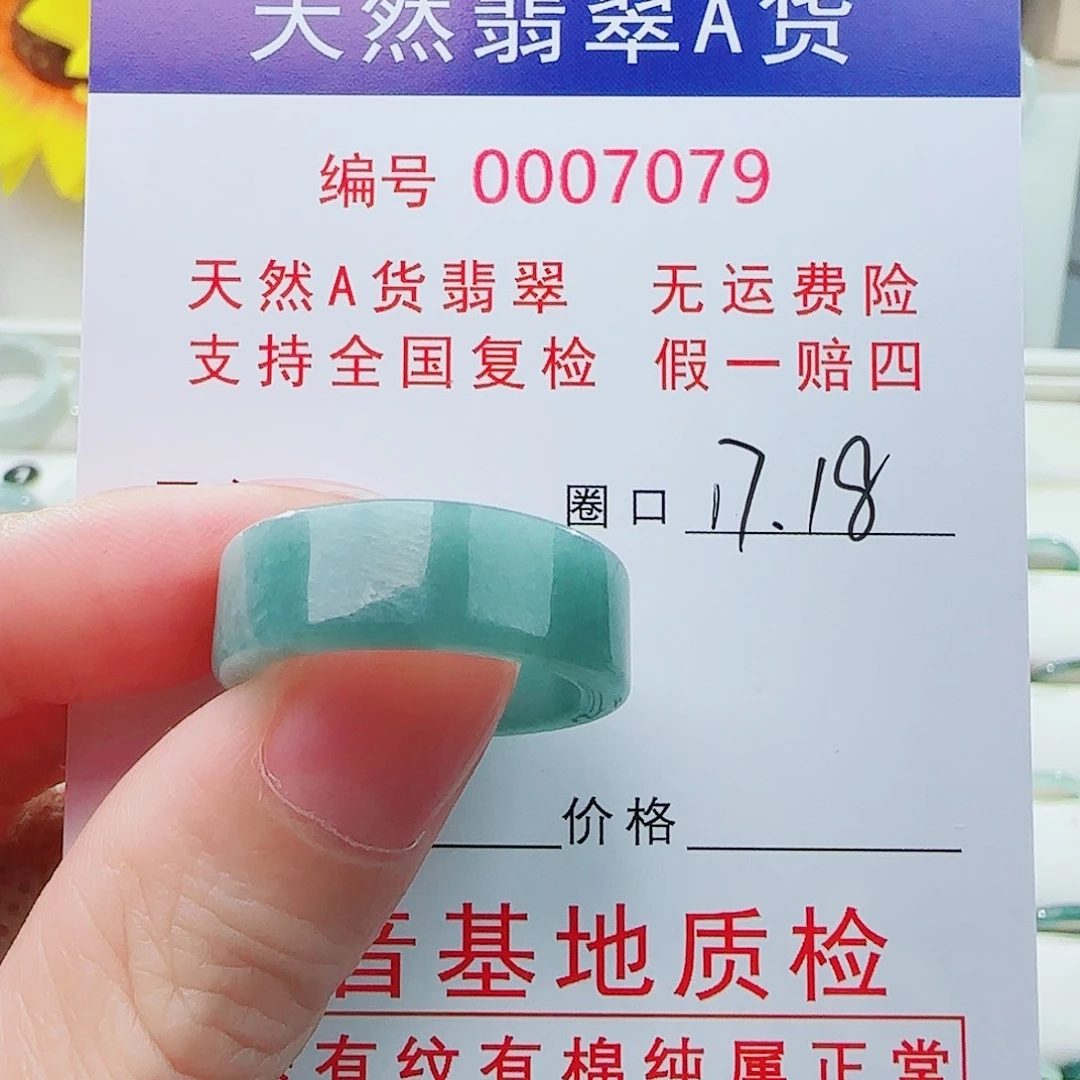 天然翡翠A货
编号 0007079
天然A货翡翠 无运费险
支持全国复检 假一赔四
圈口 17.18
价格
音基地质检
有纹有棉纯属正常